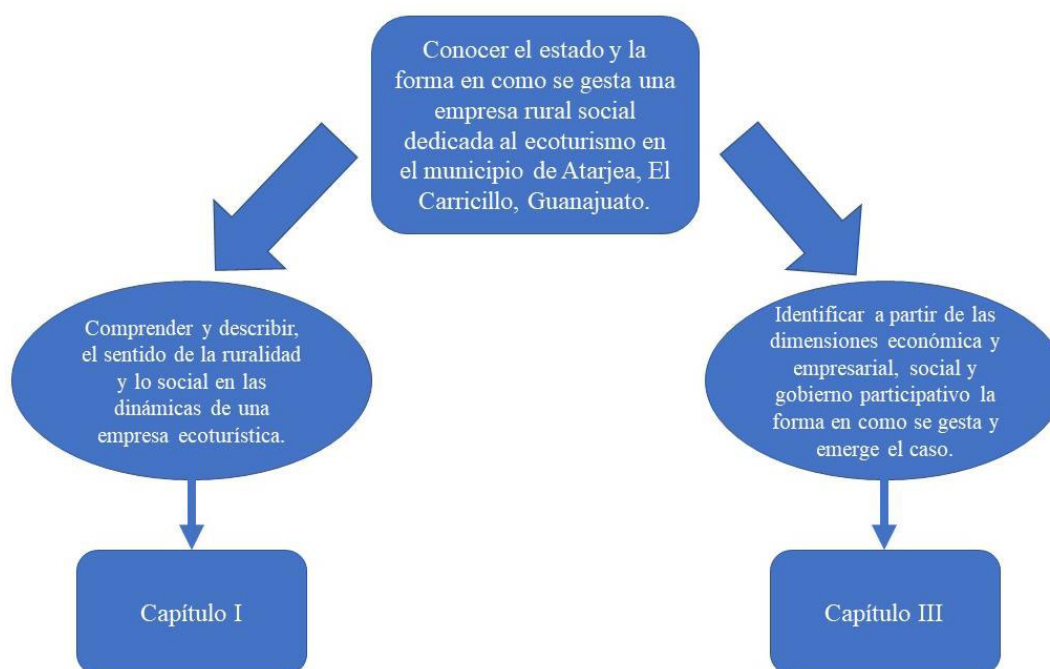 Conocer el estado y la
forma en como se gesta una
empresa rural social
dedicada al ecoturismo en
el municipio de Atarjea, El
Carricillo, Guanajuato.
Comprender y describir,
el sentido de la ruralidad
y lo social en las
dinámicas de una
empresa ecoturística.
Identificar a partir de las
dimensiones económica y
empresarial, social y
gobierno participativo la
forma en como se gesta y
emerge el caso.
Capítulo I
Capítulo III